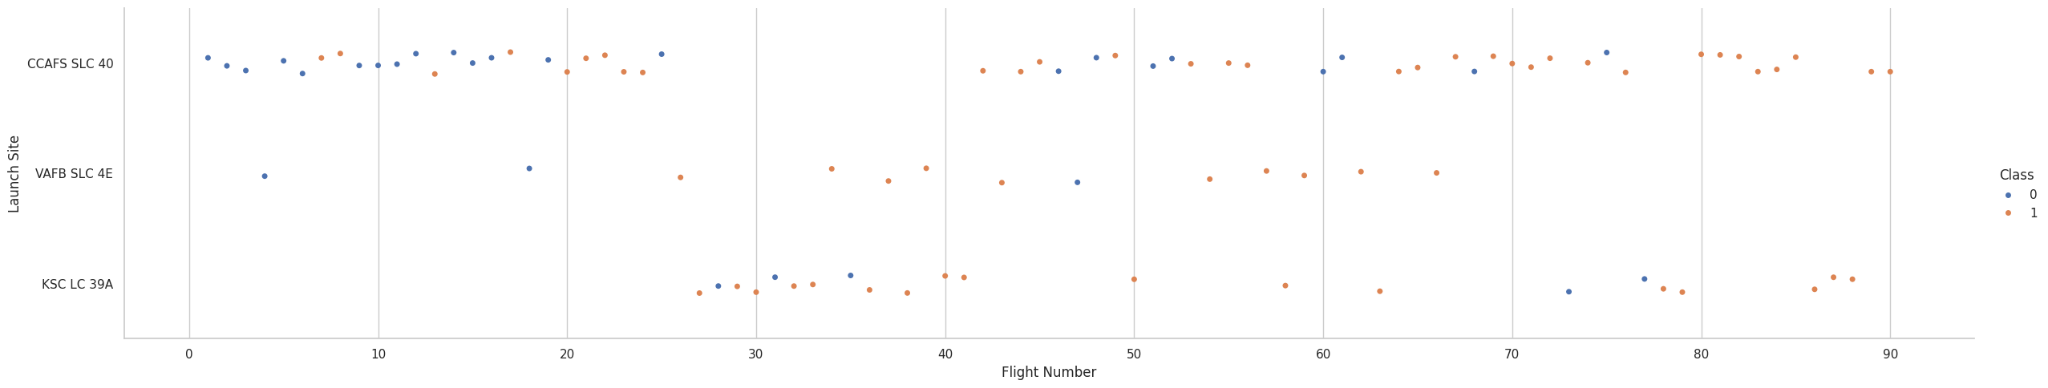 CCAFS SLC 40
VAFB SLC 4E
KSC LC 39A
Launch Site
0 10 20 30 40 50 60 70 80 90
Flight Number
Class
0
1